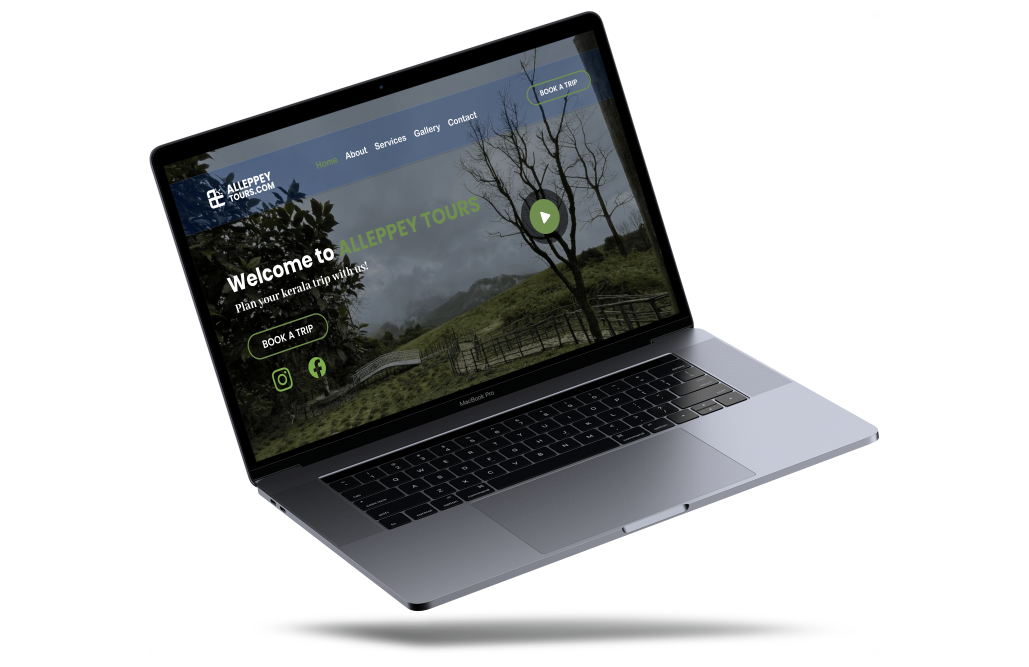 ALLEPPEY
TOURS.COM
Home About Services Gallery Contact
BOOK A TRIP
Welcome to ALLEPPEY TOURS
Plan your kerala trip with us!
BOOK A TRIP
MacBook Pro